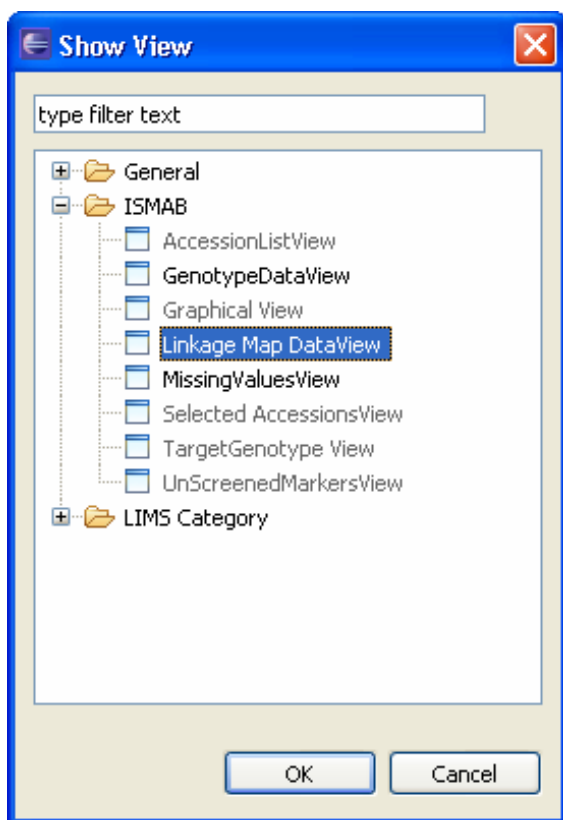 Show View
type filter text
General
ISMAB
AccessionListView
GenotypeDataView
Graphical View
Linkage Map DataView
MissingValuesView
Selected AccessionsView
TargetGenotype View
UnScreenedMarkersView
LIMS Category
OK Cancel